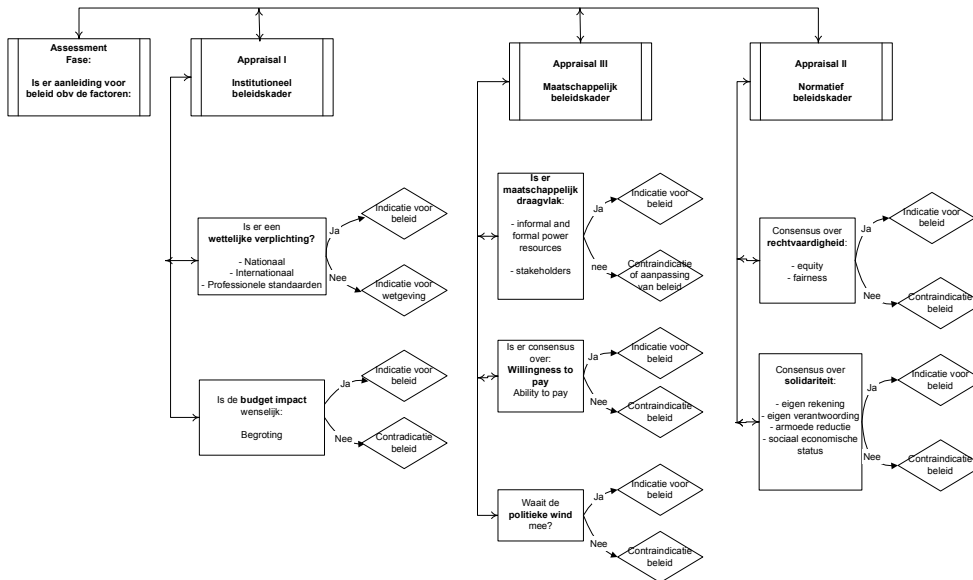 Assessment
Fase:
Is er aanleiding voor
beleid obv de factoren:
Appraisal I
Institutioneel
beleidskader
Appraisal III
Maatschappelijk
beleidskader
Appraisal II
Normatief
beleidskader
Is er een
wettelijke verplichting?
- Nationaal
- Internationaal
- Professionele standaarden
Ja
Indicatie voor
beleid
Nee
Indicatie voor
wetgeving
Is de budget impact
wenselijk:
Begroting
Ja
Indicatie voor
beleid
Nee
Contradicatie
beleid
Is er
maatschappelijk
draagvlak:
- informal and
formal power
resources
- stakeholders
Ja
Indicatie voor
beleid
nee
Contraindicatie
of aanpassing
van beleid
Is er consensus
over:
Willingness to
pay
Ability to pay
Ja
Indicatie voor
beleid
Nee
Contraindicatie
beleid
Waait de
politieke wind
mee?
Ja
Indicatie voor
beleid
Nee
Contraindicatie
beleid
Consensus over
rechtvaardigheid:
- equity
- fairness
Ja
Indicatie voor
beleid
Nee
Contraindicatie
beleid
Consensus over
solidariteit:
- eigen rekening
- eigen verantwoording
- armoede reductie
- sociaal economische
status
Ja
Indicatie voor
beleid
Nee
Contraindicatie
beleid